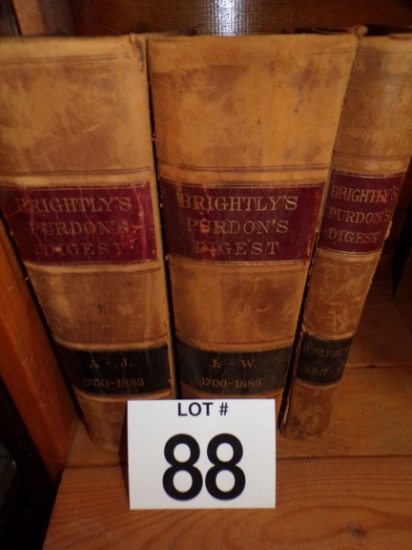 BRIGHTLY'S
PURDON'S
DIGEST
A - J.
1700-1883
BRIGHTLY'S
PURDON'S
DIGEST
L - W.
1700-1883
BRIGHTLY'S
PURDON'S
DIGEST
LOT #
88